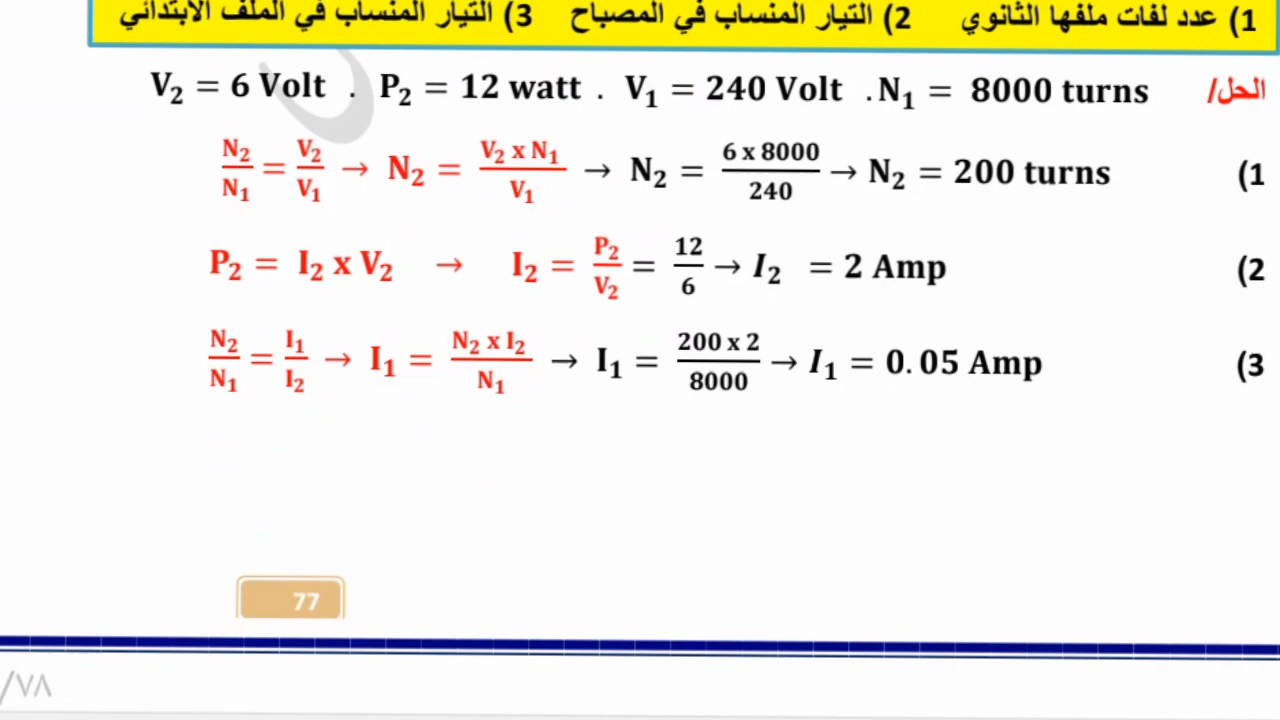 1) عدد لفات ملفها الثانوي 2) التيار المنساب في المصباح 3) التيار المنساب في الملف الابتدائي
الحل/ V₂ = 6 Volt . P₂ = 12 watt . V₁ = 240 Volt . N₁ = 8000 turns
(1 N₂/N₁ = V₂/V₁ → N₂ = V₂ x N₁/V₁ → N₂ = 6 x 8000/240 → N₂ = 200 turns
(2 P₂ = I₂ x V₂ → I₂ = P₂/V₂ = 12/6 → I₂ = 2 Amp
(3 N₂/N₁ = I₁/I₂ → I₁ = N₂ x I₂/N₁ → I₁ = 200 x 2/8000 → I₁ = 0.05 Amp
77
/٧٨